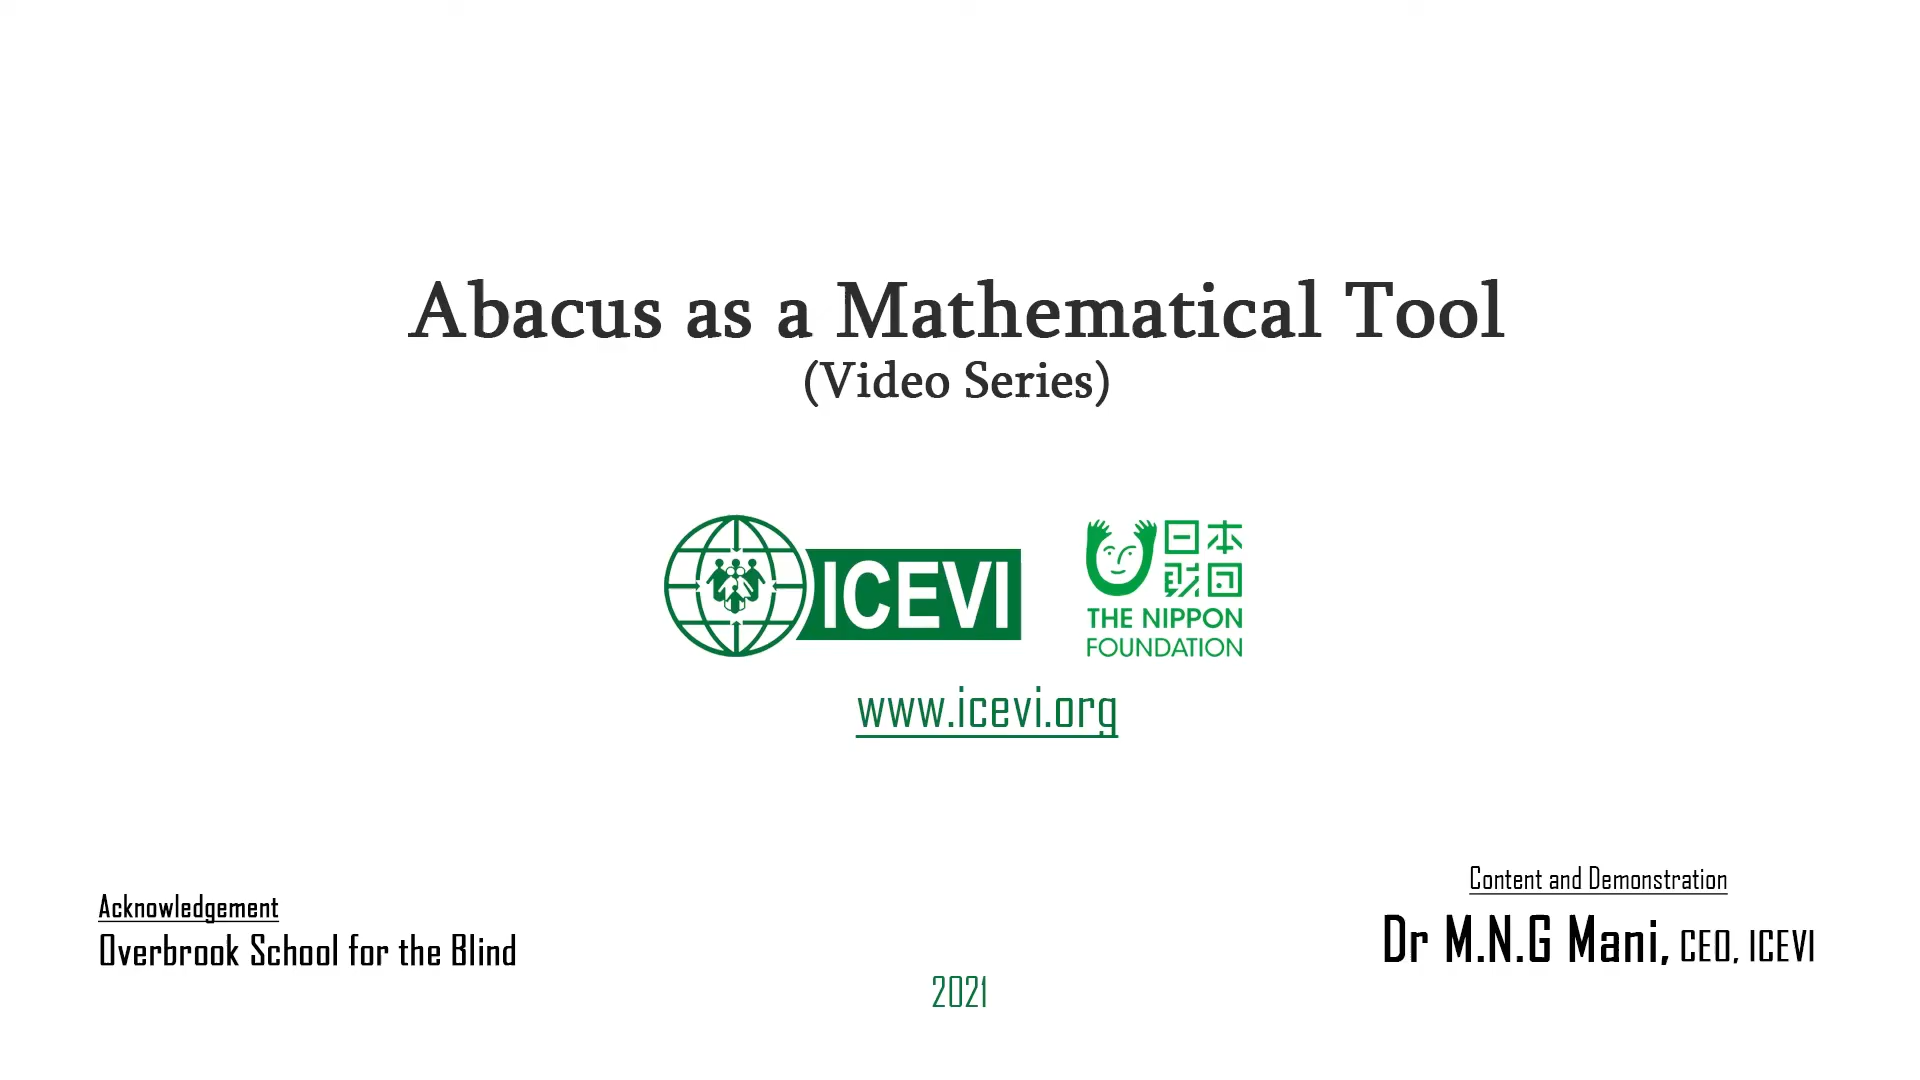 Abacus as a Mathematical Tool
(Video Series)
ICEVI
日本
財団
THE NIPPON
FOUNDATION
www.icevi.org
Acknowledgement
Overbrook School for the Blind
Content and Demonstration
Dr M.N.G Mani, CEO, ICEVI
2021